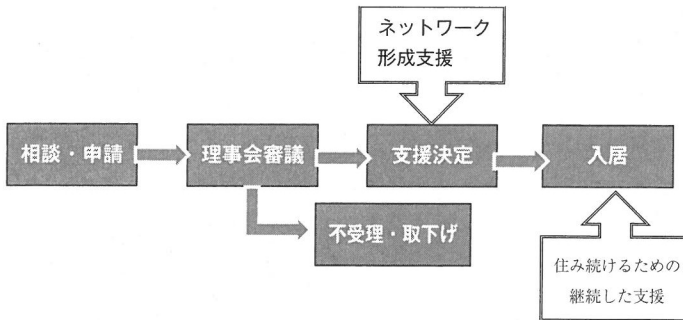 ネットワーク
形成支援
相談・申請
理事会審議
支援決定
入居
不受理・取下げ
住み続けるための
継続した支援